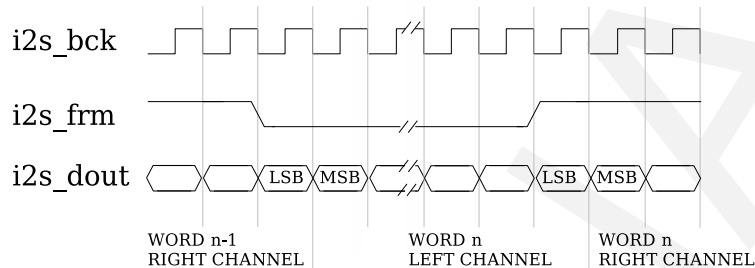 i2s_bck
i2s_frm
i2s_dout
LSB MSB LSB MSB
WORD n-1 WORD n WORD n
RIGHT CHANNEL LEFT CHANNEL RIGHT CHANNEL